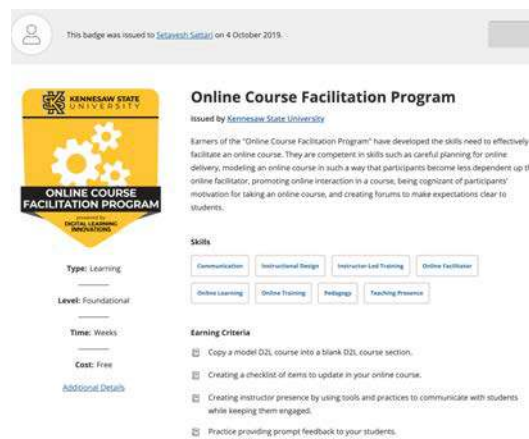 This badge was issued to Setavesh Sattari on 4 October 2019.
KENNESAW STATE
UNIVERSITY
ONLINE COURSE
FACILITATION PROGRAM
powered by
DIGITAL LEARNING
INNOVATIONS
Type: Learning
Level: Foundational
Time: Weeks
Cost: Free
Additional Details
Online Course Facilitation Program
Issued by Kennesaw State University
Earners of the "Online Course Facilitation Program" have developed the skills need to effectively
facilitate an online course. They are competent in skills such as careful planning for online
delivery, modeling an online course in such a way that participants become less dependent up th
online facilitator, promoting online interaction in a course, being cognizant of participants'
motivation for taking an online course, and creating forums to make expectations clear to
students.
Skills
Communication
Instructional Design
Instructor-Led Training
Online Facilitator
Online Learning
Online Training
Pedagogy
Teaching Presence
Earning Criteria
Copy a model D2L course into a blank D2L course section.
Creating a checklist of items to update in your online course.
Creating instructor presence by using tools and practices to communicate with students
while keeping them engaged.
Practice providing prompt feedback to your students.